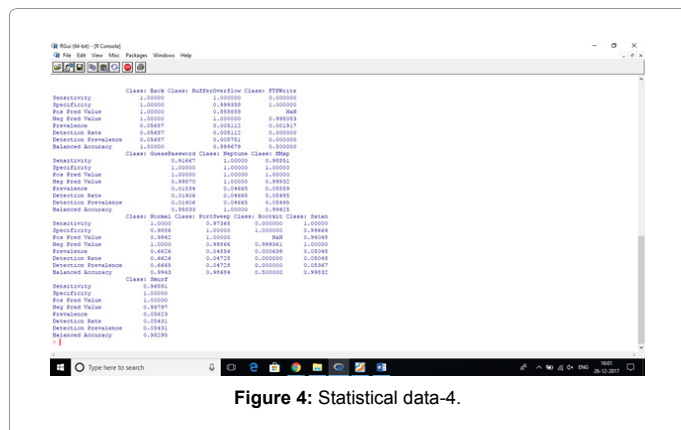 RGui (64-bit) - [R Console]
File Edit View Misc Packages Windows Help
Class: Back Class: BufferOverflow Class: FTPWrite
Sensitivity 1.00000 1.000000 0.000000
Specificity 1.00000 0.999358 1.000000
Pos Pred Value 1.00000 0.888889 NaN
Neg Pred Value 1.00000 1.000000 0.998083
Prevalence 0.05687 0.005112 0.001917
Detection Rate 0.05687 0.005112 0.000000
Detection Prevalence 0.05687 0.005751 0.000000
Balanced Accuracy 1.00000 0.999679 0.500000
Class: GuessPassword Class: Neptune Class: NMap
Sensitivity 0.91667 1.00000 0.98851
Specificity 1.00000 1.00000 1.00000
Pos Pred Value 1.00000 1.00000 1.00000
Neg Pred Value 0.99870 1.00000 0.99932
Prevalence 0.01534 0.04665 0.05559
Detection Rate 0.01406 0.04665 0.05495
Detection Prevalence 0.01406 0.04665 0.05495
Balanced Accuracy 0.95833 1.00000 0.99425
Class: Normal Class: PortSweep Class: Rootkit Class: Satan
Sensitivity 1.0000 0.97368 0.000000 1.00000
Specificity 0.9886 1.00000 1.000000 0.99664
Pos Pred Value 0.9942 1.00000 NaN 0.94048
Neg Pred Value 1.0000 0.99866 0.999361 1.00000
Prevalence 0.6626 0.04856 0.000639 0.05048
Detection Rate 0.6626 0.04728 0.000000 0.05048
Detection Prevalence 0.6665 0.04728 0.000000 0.05367
Balanced Accuracy 0.9943 0.98684 0.500000 0.99832
Class: Smurf
Sensitivity 0.96591
Specificity 1.00000
Pos Pred Value 1.00000
Neg Pred Value 0.99797
Prevalence 0.05623
Detection Rate 0.05431
Detection Prevalence 0.05431
Balanced Accuracy 0.98295
>
Type here to search
ENG
16:01
26-12-2017
Figure 4: Statistical data-4.